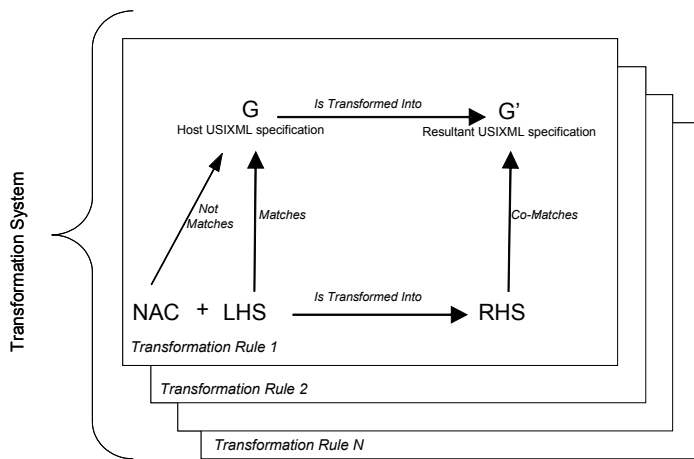 Transformation System
Is Transformed Into
G
G'
Host USIXML specification
Resultant USIXML specification
Not
Matches
Matches
Co-Matches
NAC + LHS
Is Transformed Into
RHS
Transformation Rule 1
Transformation Rule 2
Transformation Rule N